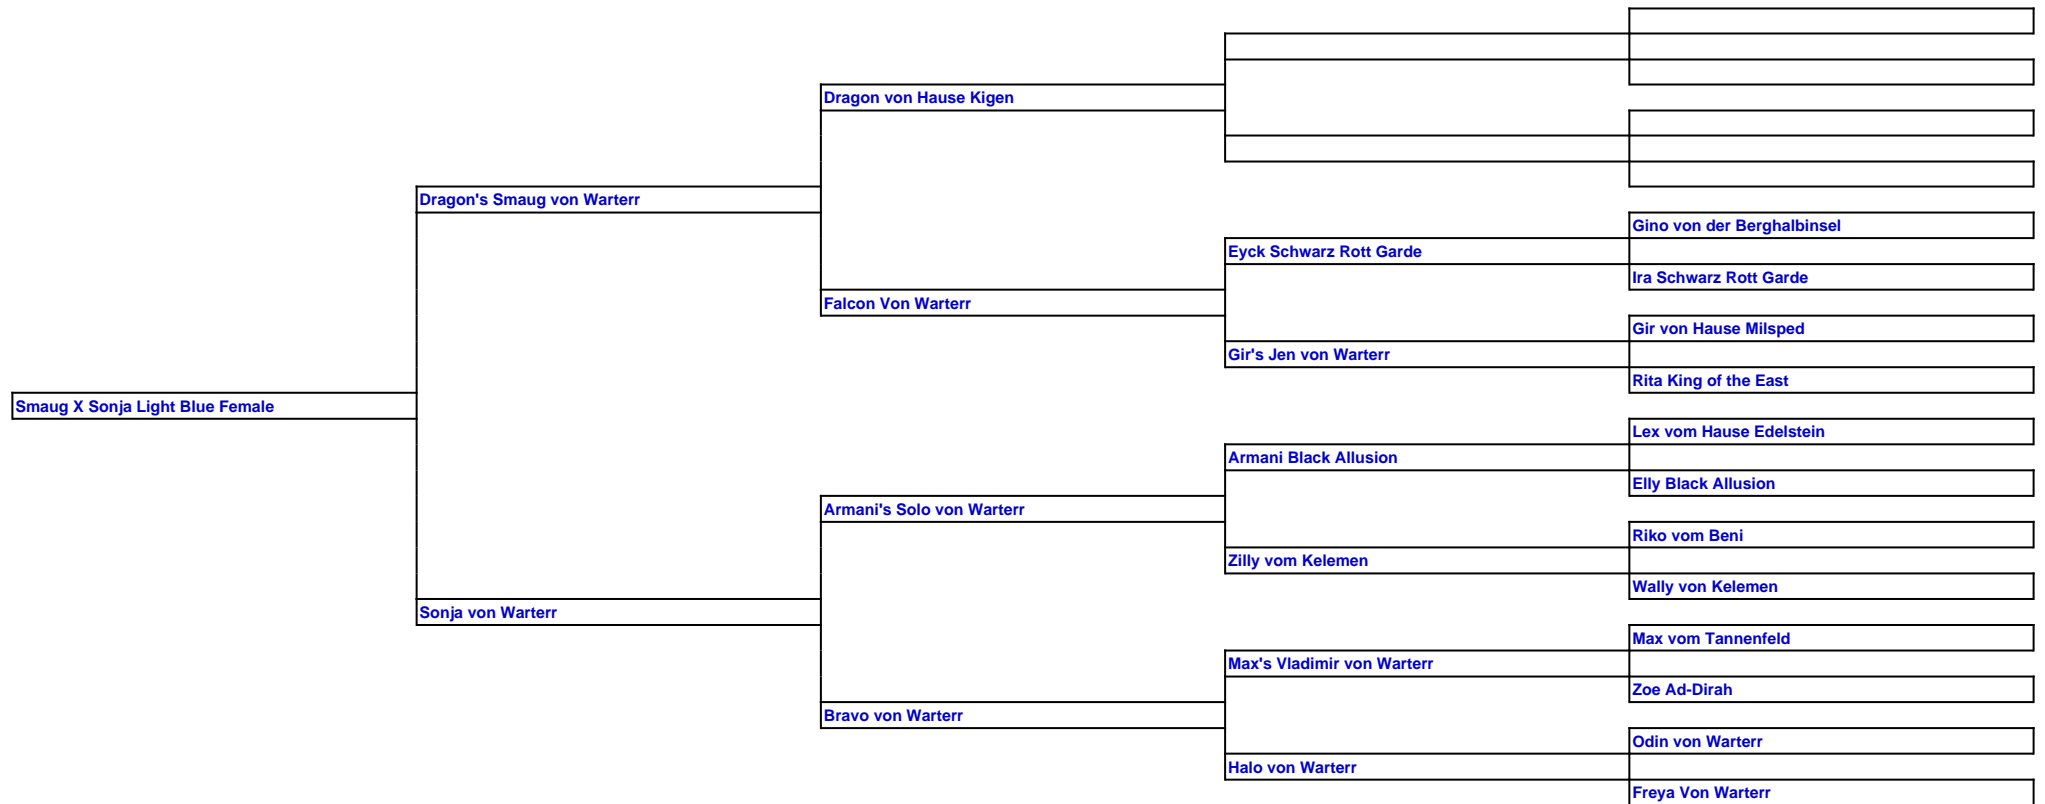 Dragon von Hause Kigen
Dragon's Smaug von Warterr
Gino von der Berghalbinsel
Eyck Schwarz Rott Garde
Ira Schwarz Rott Garde
Falcon Von Warterr
Gir von Hause Milsped
Gir's Jen von Warterr
Rita King of the East
Smaug X Sonja Light Blue Female
Lex vom Hause Edelstein
Armani Black Allusion
Elly Black Allusion
Armani's Solo von Warterr
Riko vom Beni
Zilly vom Kelemen
Wally von Kelemen
Sonja von Warterr
Max vom Tannenfeld
Max's Vladimir von Warterr
Zoe Ad-Dirah
Bravo von Warterr
Odin von Warterr
Halo von Warterr
Freya Von Warterr